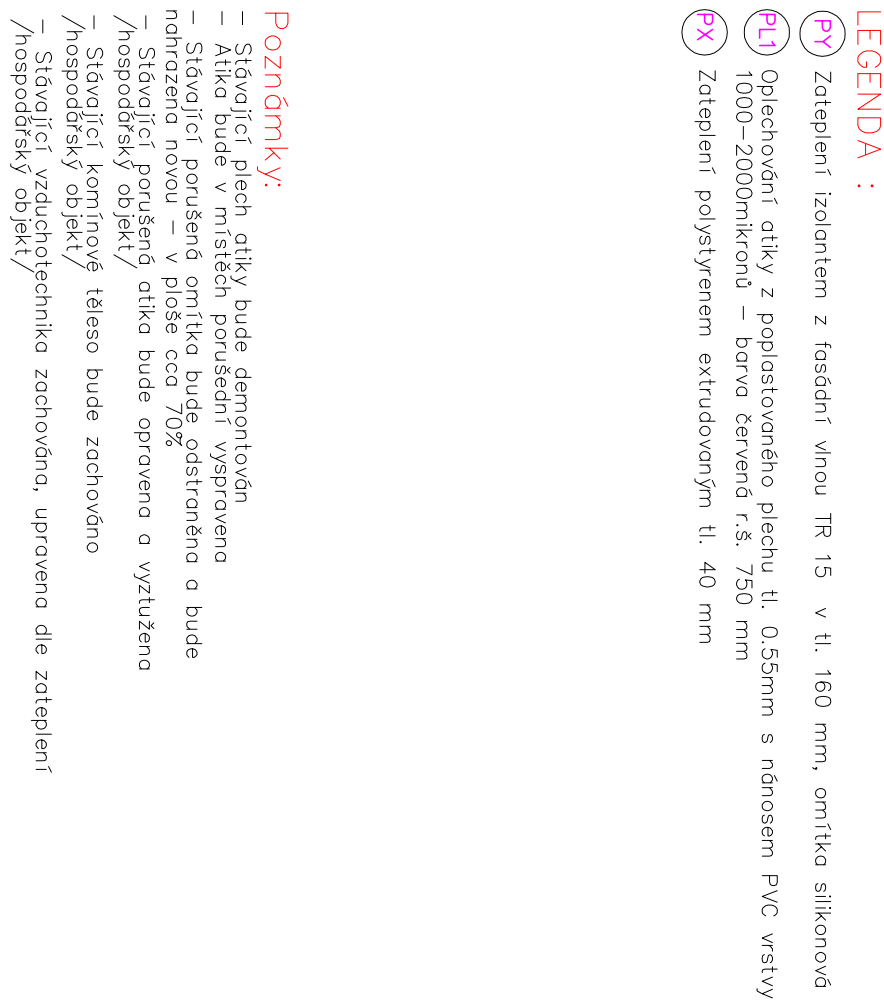 LEGENDA :
PY Zateplení izolantem z fasádní vlnou TR 15 v tl. 160 mm, omítka silikonová
PL1 Oplechování atiky z poplastovaného plechu tl. 0.55mm s nánosem PVC vrstvy
1000-2000mikronů - barva červená r.š. 750 mm
PX Zateplení polystyrenem extrudovaným tl. 40 mm
Poznámky:
- Stávající plech atiky bude demontován
- Atika bude v místěch porušední vyspravena
- Stávající porušená omítka bude odstraněna a bude
nahrazena novou - v ploše cca 70%
- Stávající porušená atika bude opravena a vyztužena
/hospodářský objekt/
- Stávající komínové těleso bude zachováno
/hospodářský objekt/
- Stávající vzduchotechnika zachována, upravena dle zateplení
/hospodářský objekt/